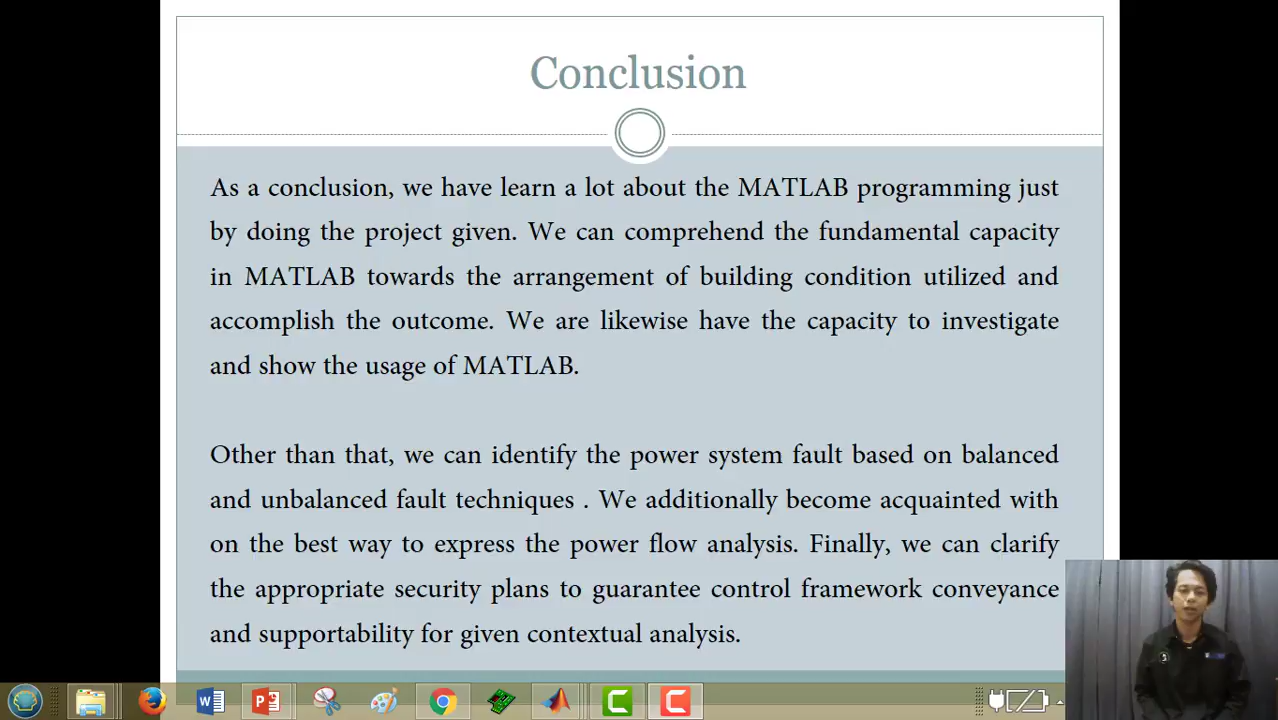 Conclusion
As a conclusion, we have learn a lot about the MATLAB programming just
by doing the project given. We can comprehend the fundamental capacity
in MATLAB towards the arrangement of building condition utilized and
accomplish the outcome. We are likewise have the capacity to investigate
and show the usage of MATLAB.
Other than that, we can identify the power system fault based on balanced
and unbalanced fault techniques . We additionally become acquainted with
on the best way to express the power flow analysis. Finally, we can clarify
the appropriate security plans to guarantee control framework conveyance
and supportability for given contextual analysis.